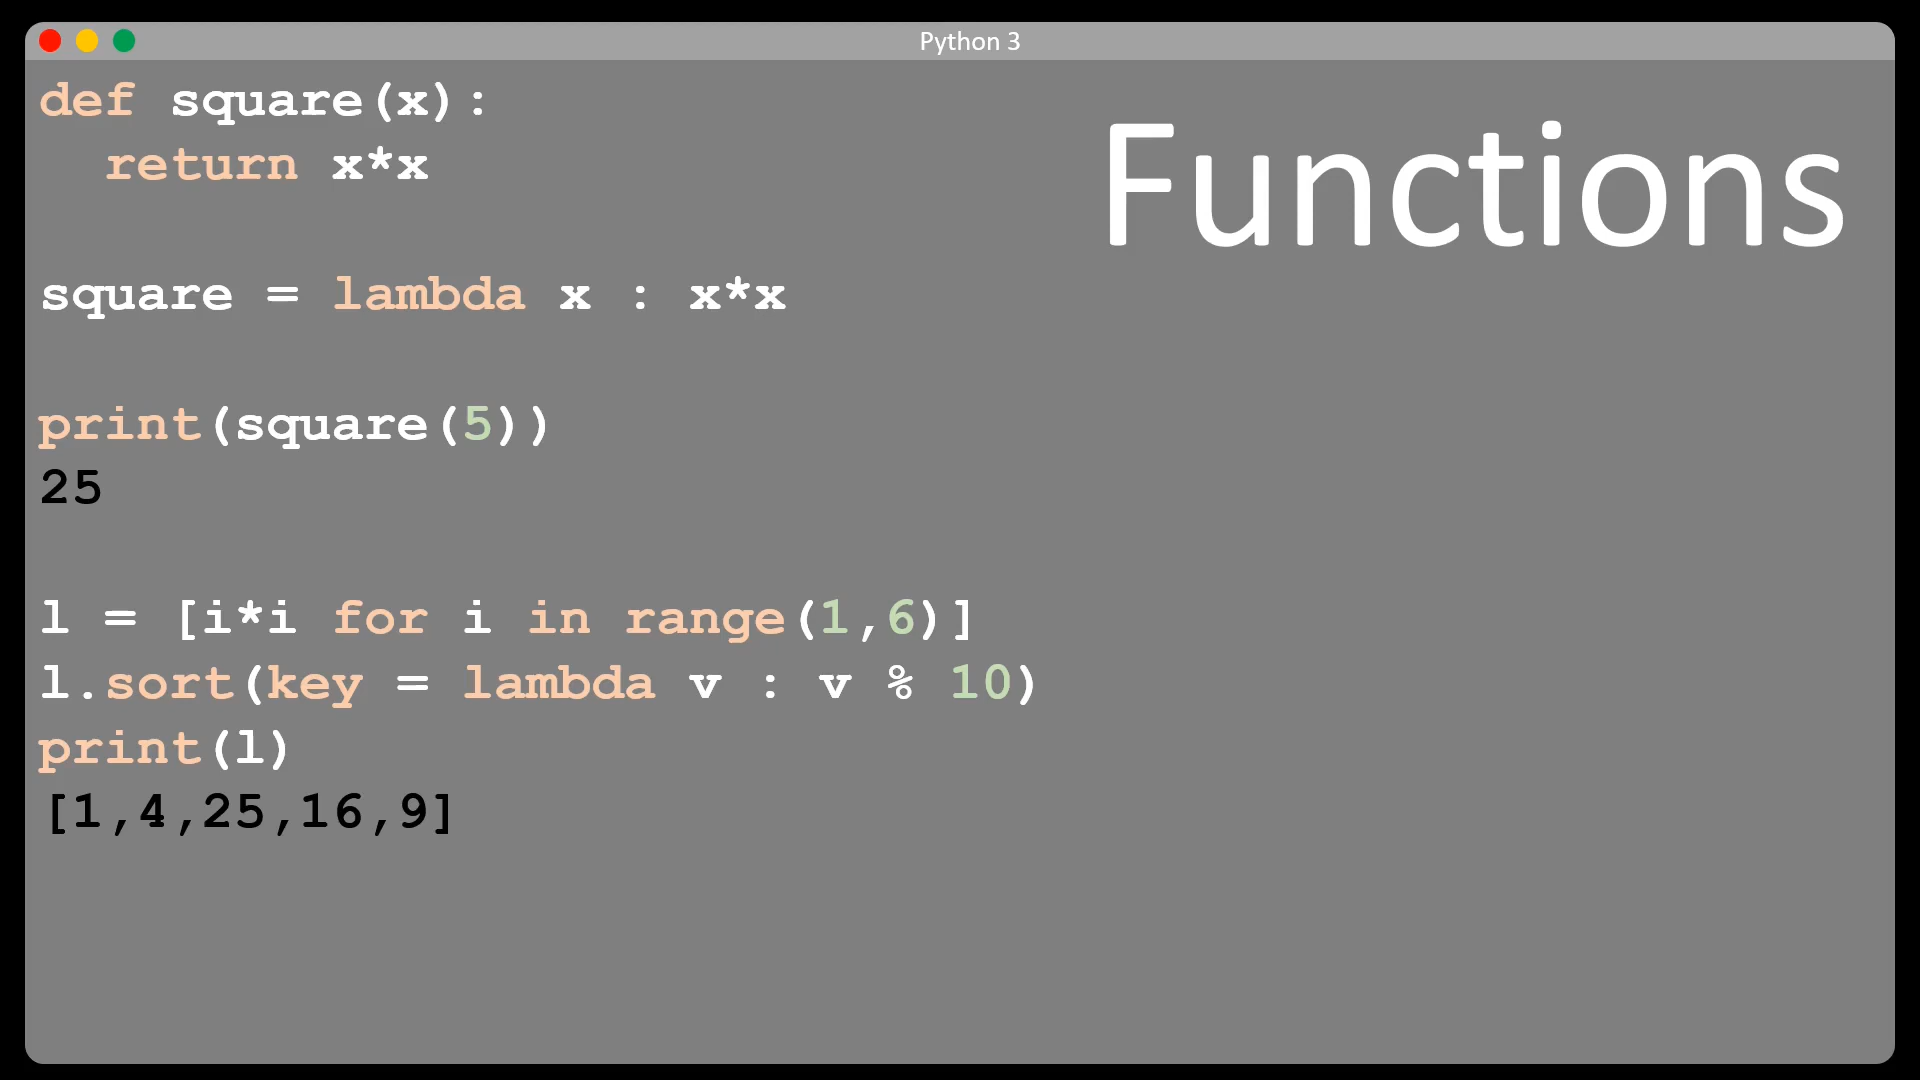 Python 3
def square(x):
  return x*x
Functions
square = lambda x : x*x
print(square(5))
25
l = [i*i for i in range(1,6)]
l.sort(key = lambda v : v % 10)
print(l)
[1,4,25,16,9]